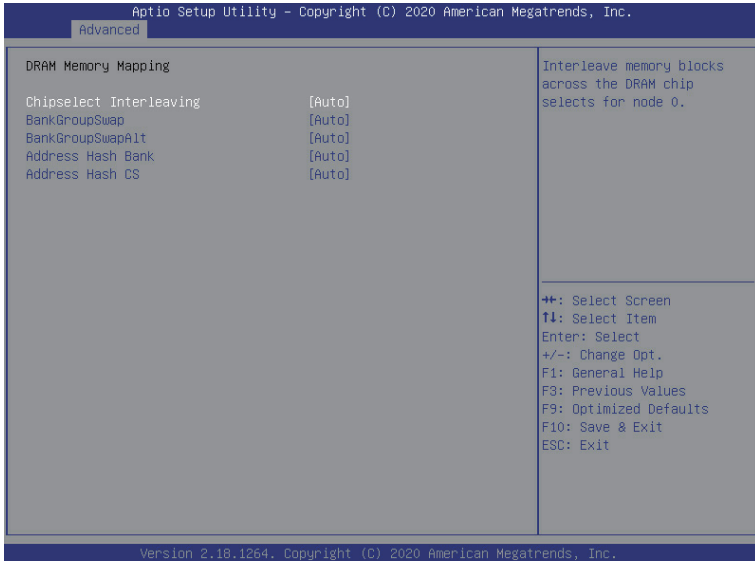 Aptio Setup Utility – Copyright (C) 2020 American Megatrends, Inc.
Advanced
DRAM Memory Mapping
Chipselect Interleaving [Auto]
BankGroupSwap [Auto]
BankGroupSwapAlt [Auto]
Address Hash Bank [Auto]
Address Hash CS [Auto]
Interleave memory blocks
across the DRAM chip
selects for node 0.
→←: Select Screen
↑↓: Select Item
Enter: Select
+/-: Change Opt.
F1: General Help
F3: Previous Values
F9: Optimized Defaults
F10: Save & Exit
ESC: Exit
Version 2.18.1264. Copyright (C) 2020 American Megatrends, Inc.